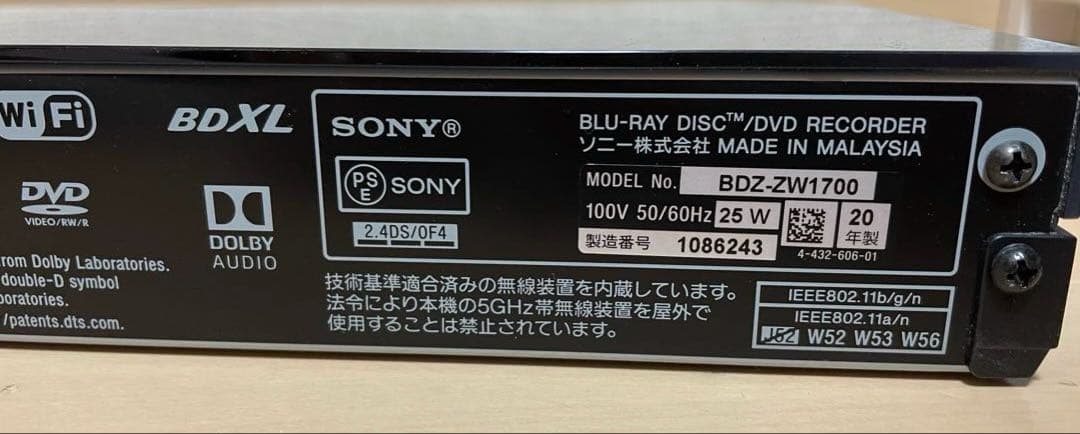 Wi Fi
BDXL
DVD
VIDEO/RW/R
DOLBY
AUDIO
from Dolby Laboratories.
double-D symbol
boratories.
/patents.dts.com.
SONY®
PSE SONY
2.4DS/OF4
BLU-RAY DISC™/DVD RECORDER
ソニー株式会社 MADE IN MALAYSIA
MODEL No. BDZ-ZW1700
100V 50/60Hz 25 W
20
年製
製造番号 1086243
4-432-606-01
技術基準適合済みの無線装置を内蔵しています。
法令により本機の5GHz帯無線装置を屋外で
使用することは禁止されています。
IEEE802.11b/g/n
IEEE802.11a/n
J52 W52 W53 W56